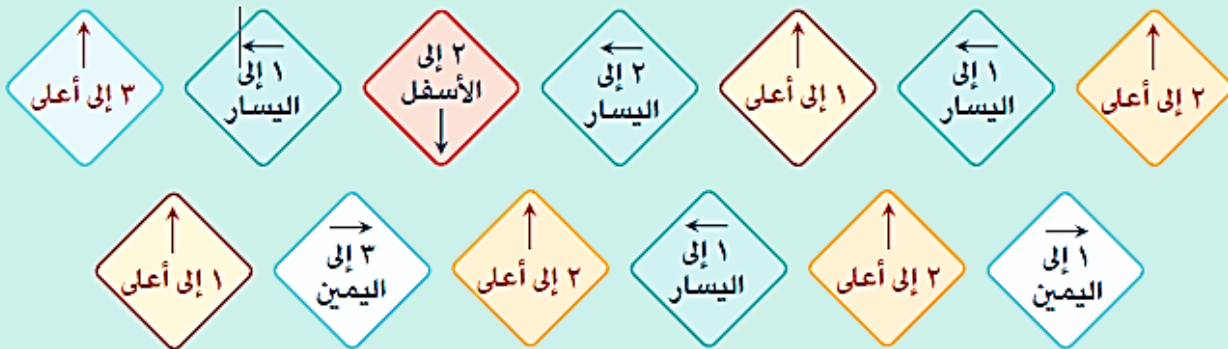 ٢ إلى أعلى
١ إلى
اليسار
١ إلى أعلى
٢ إلى
اليسار
٢ إلى
الأسفل
١ إلى
اليسار
٣ إلى أعلى
١ إلى
اليمين
٢ إلى أعلى
١ إلى
اليسار
٢ إلى أعلى
٣ إلى
اليمين
١ إلى أعلى